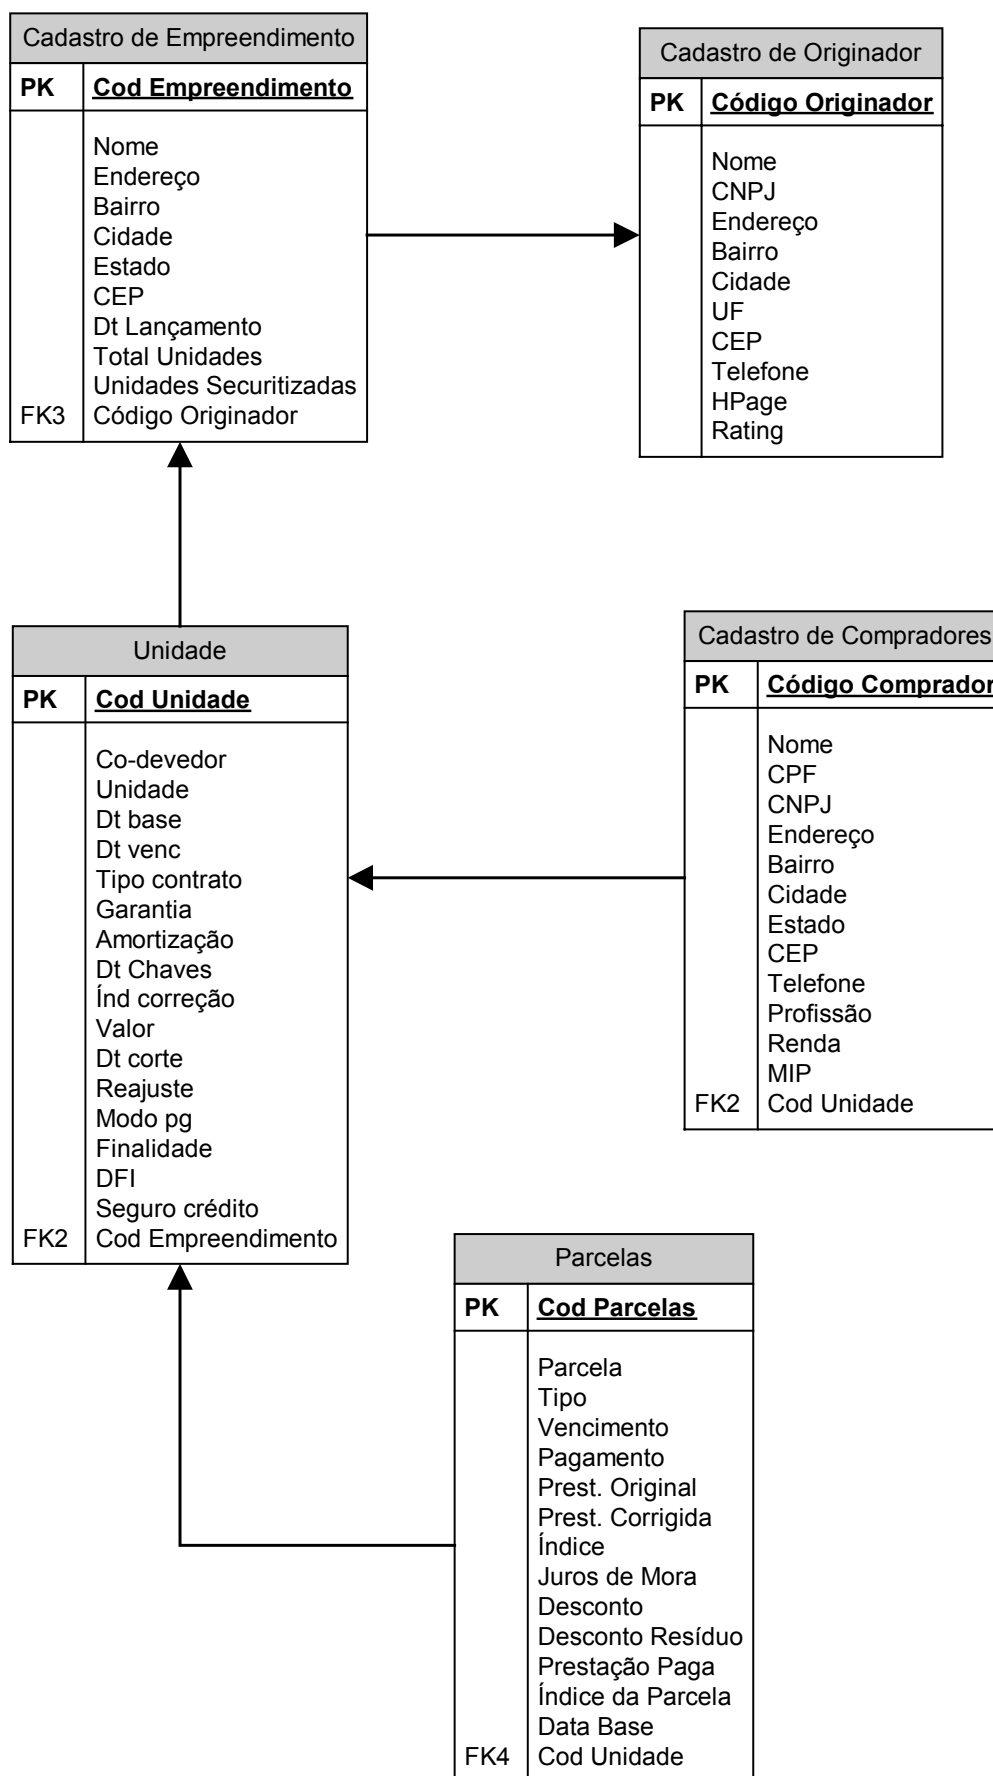 Cadastro de Empreendimento
PK Cod Empreendimento
Nome
Endereço
Bairro
Cidade
Estado
CEP
Dt Lançamento
Total Unidades
Unidades Securitizadas
FK3 Código Originador
Cadastro de Originador
PK Código Originador
Nome
CNPJ
Endereço
Bairro
Cidade
UF
CEP
Telefone
HPage
Rating
Unidade
PK Cod Unidade
Co-devedor
Unidade
Dt base
Dt venc
Tipo contrato
Garantia
Amortização
Dt Chaves
Índ correção
Valor
Dt corte
Reajuste
Modo pg
Finalidade
DFI
Seguro crédito
FK2 Cod Empreendimento
Cadastro de Compradores
PK Código Comprador
Nome
CPF
CNPJ
Endereço
Bairro
Cidade
Estado
CEP
Telefone
Profissão
Renda
MIP
FK2 Cod Unidade
Parcelas
PK Cod Parcelas
Parcela
Tipo
Vencimento
Pagamento
Prest. Original
Prest. Corrigida
Índice
Juros de Mora
Desconto
Desconto Resíduo
Prestação Paga
Índice da Parcela
Data Base
FK4 Cod Unidade